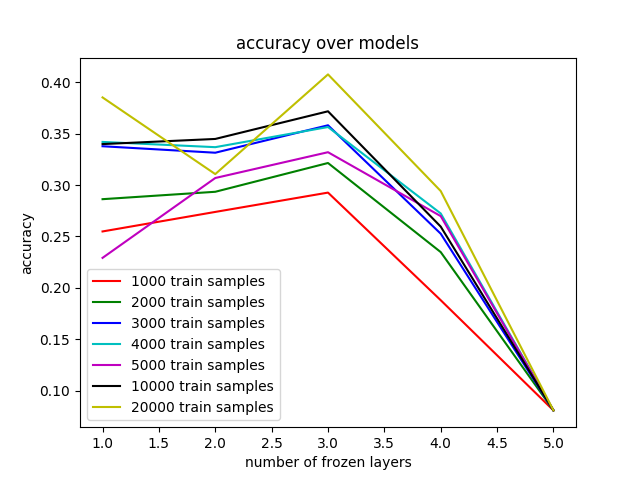 accuracy over models
accuracy
0.40
0.35
0.30
0.25
0.20
0.15
0.10
1000 train samples
2000 train samples
3000 train samples
4000 train samples
5000 train samples
10000 train samples
20000 train samples
1.0 1.5 2.0 2.5 3.0 3.5 4.0 4.5 5.0
number of frozen layers